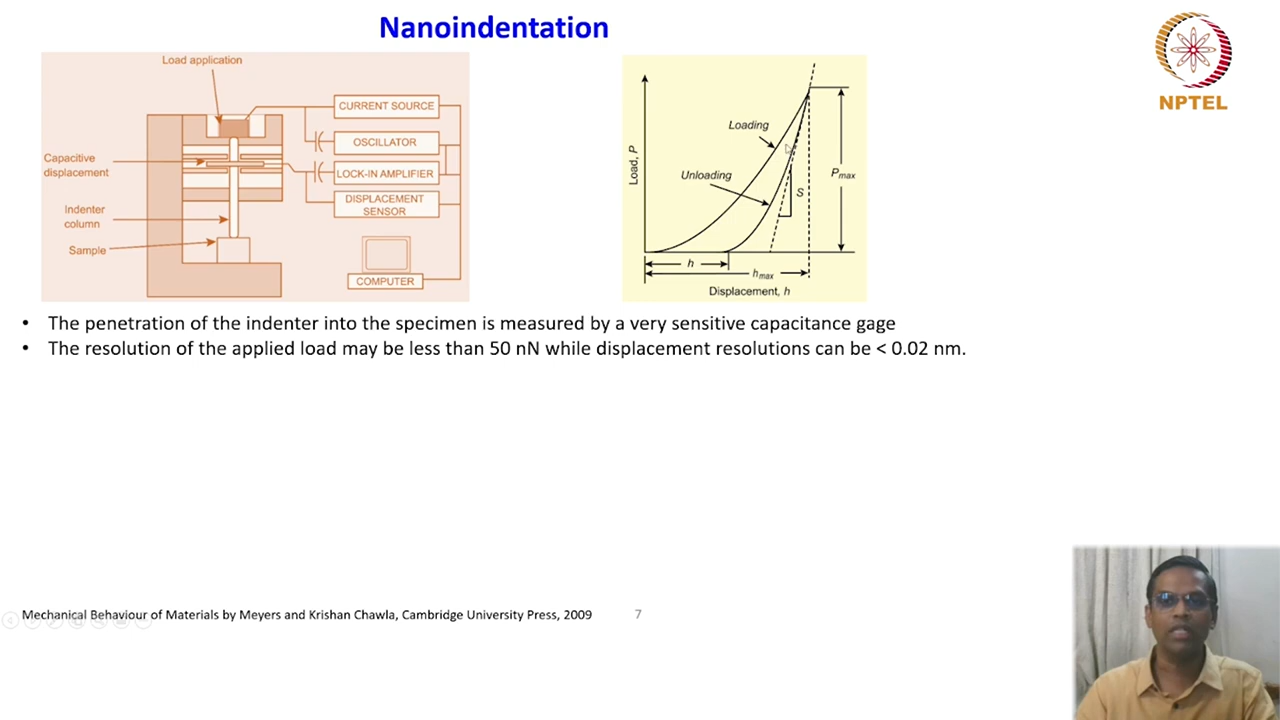 Nanoindentation
NPTEL
Load application
CURRENT SOURCE
OSCILLATOR
Capacitive
displacement
LOCK-IN AMPLIFIER
DISPLACEMENT
SENSOR
Indenter
column
Sample
COMPUTER
Loading
Unloading
Load, P
S
Pmax
h
hmax
Displacement, h
• The penetration of the indenter into the specimen is measured by a very sensitive capacitance gage
• The resolution of the applied load may be less than 50 nN while displacement resolutions can be < 0.02 nm.
Mechanical Behaviour of Materials by Meyers and Krishan Chawla, Cambridge University Press, 2009
7